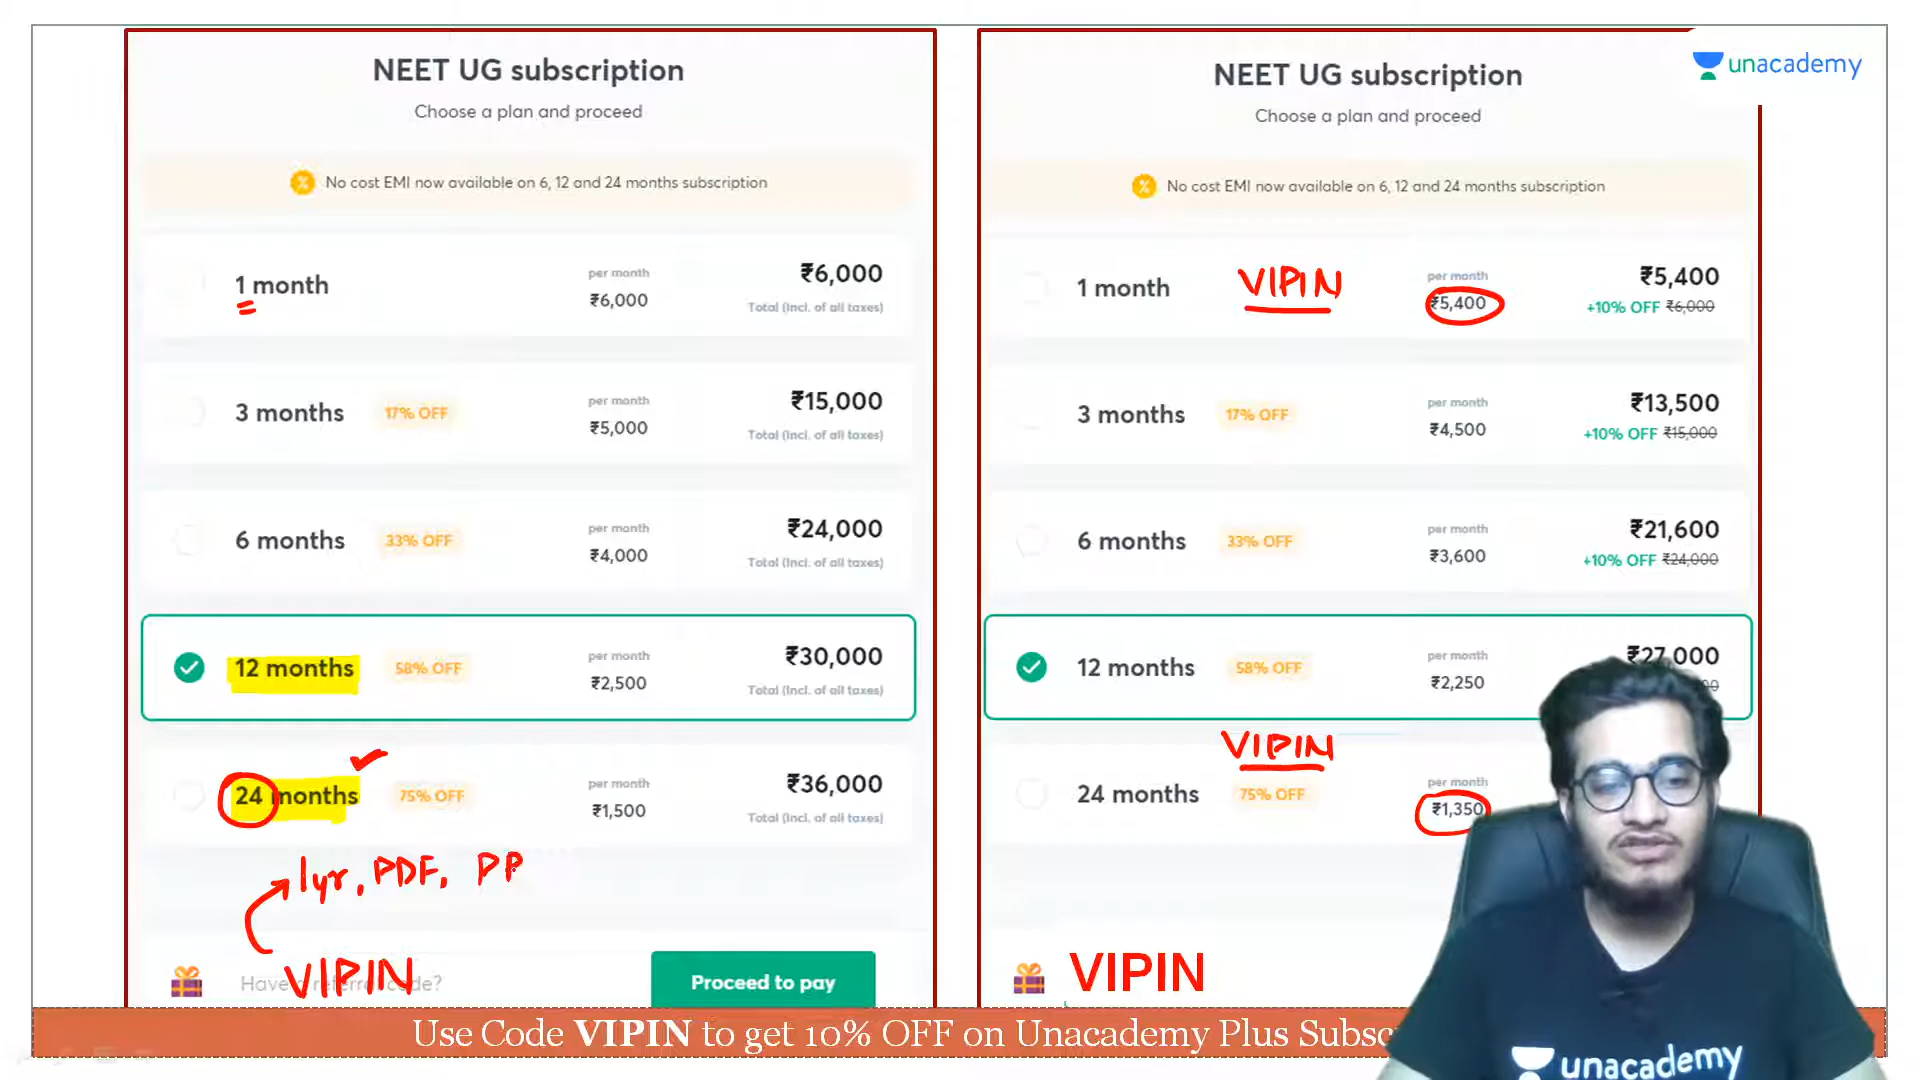 NEET UG subscription
Choose a plan and proceed
No cost EMI now available on 6, 12 and 24 months subscription
1 month
per month
₹6,000
₹6,000
Total (Incl. of all taxes)
3 months
17% OFF
per month
₹5,000
₹15,000
Total (Incl. of all taxes)
6 months
33% OFF
per month
₹4,000
₹24,000
Total (Incl. of all taxes)
12 months
58% OFF
per month
₹2,500
₹30,000
Total (Incl. of all taxes)
24 months
75% OFF
per month
₹1,500
₹36,000
Total (Incl. of all taxes)
1yr, PDF, PP
VIPIN
Have a referral code?
Proceed to pay
NEET UG subscription
Choose a plan and proceed
unacademy
No cost EMI now available on 6, 12 and 24 months subscription
1 month
VIPIN
per month
₹5,400
₹5,400
+10% OFF ₹6,000
3 months
17% OFF
per month
₹4,500
₹13,500
+10% OFF ₹15,000
6 months
33% OFF
per month
₹3,600
₹21,600
+10% OFF ₹24,000
12 months
58% OFF
per month
₹2,250
₹27,000
VIPIN
24 months
75% OFF
per month
₹1,350
VIPIN
Use Code VIPIN to get 10% OFF on Unacademy Plus Subsc
unacademy